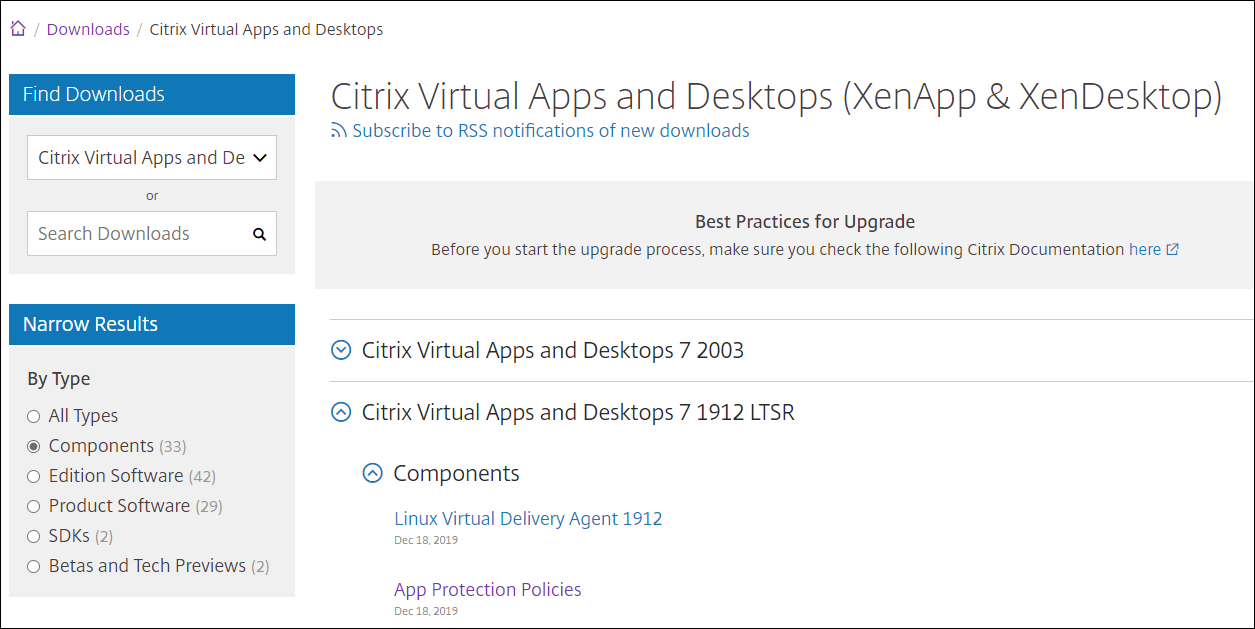 / Downloads / Citrix Virtual Apps and Desktops
Find Downloads
Citrix Virtual Apps and De
or
Search Downloads
Narrow Results
By Type
All Types
Components (33)
Edition Software (42)
Product Software (29)
SDKs (2)
Betas and Tech Previews (2)
Citrix Virtual Apps and Desktops (XenApp & XenDesktop)
Subscribe to RSS notifications of new downloads
Best Practices for Upgrade
Before you start the upgrade process, make sure you check the following Citrix Documentation here
Citrix Virtual Apps and Desktops 7 2003
Citrix Virtual Apps and Desktops 7 1912 LTSR
Components
Linux Virtual Delivery Agent 1912
Dec 18, 2019
App Protection Policies
Dec 18, 2019